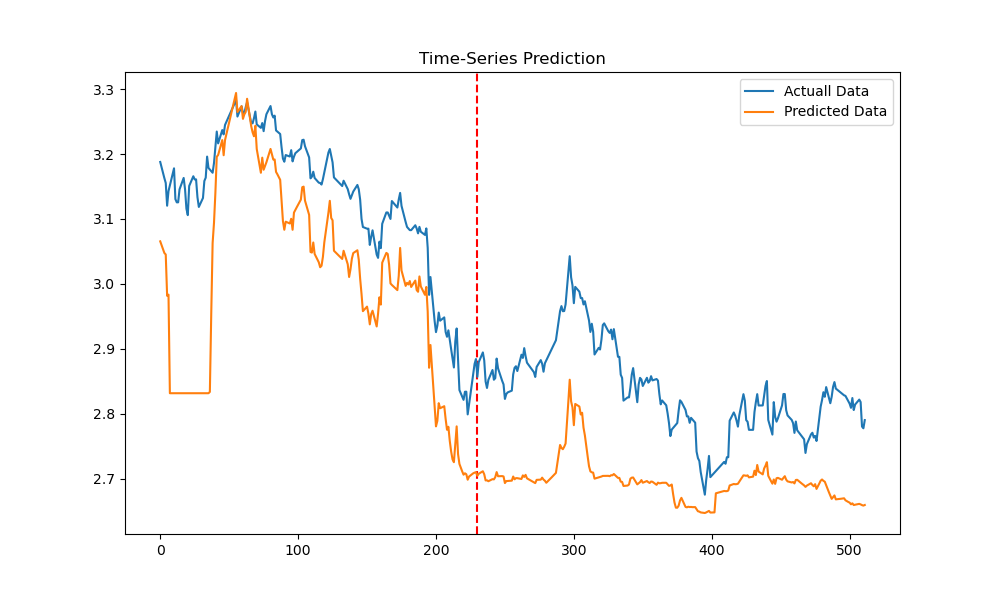 Time-Series Prediction
Actuall Data
Predicted Data
3.3
3.2
3.1
3.0
2.9
2.8
2.7
0 100 200 300 400 500